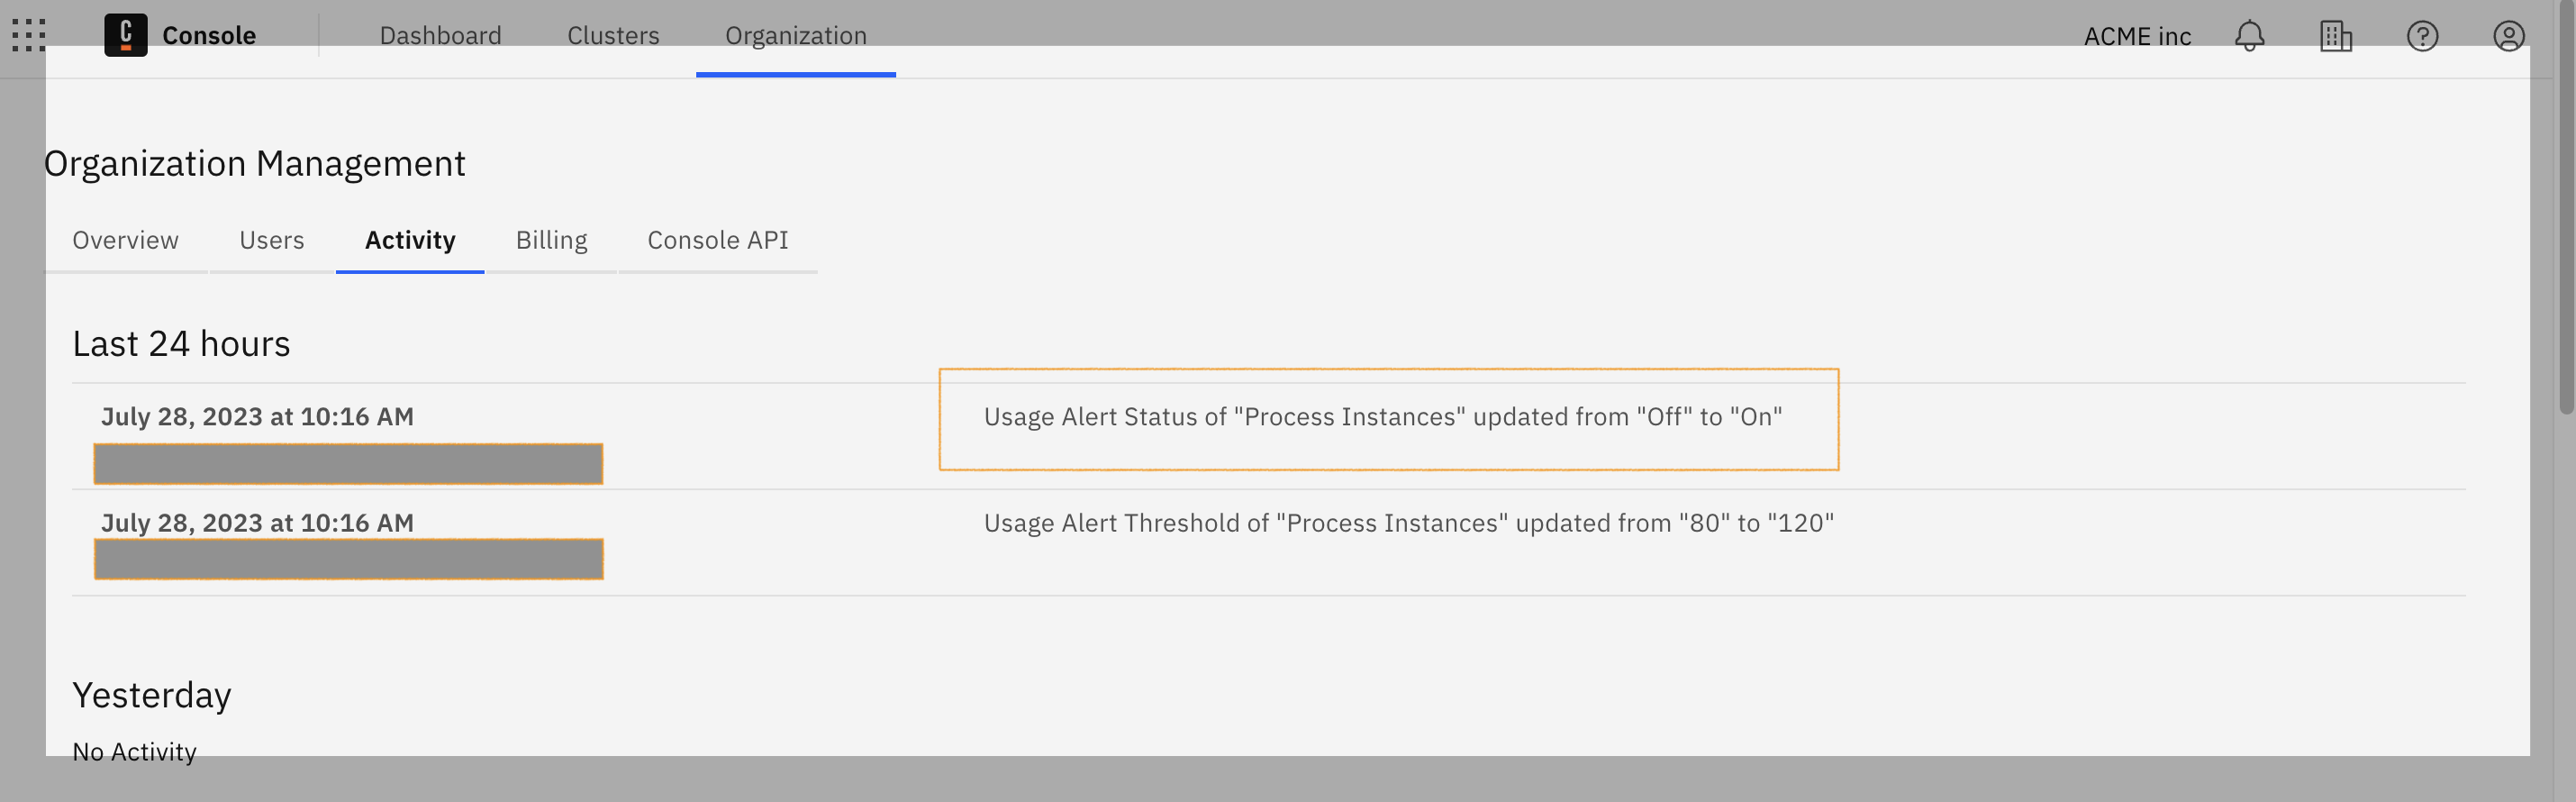 Console Dashboard Clusters Organization ACME inc
Organization Management
Overview Users Activity Billing Console API
Last 24 hours
July 28, 2023 at 10:16 AM Usage Alert Status of "Process Instances" updated from "Off" to "On"
July 28, 2023 at 10:16 AM Usage Alert Threshold of "Process Instances" updated from "80" to "120"
Yesterday
No Activity